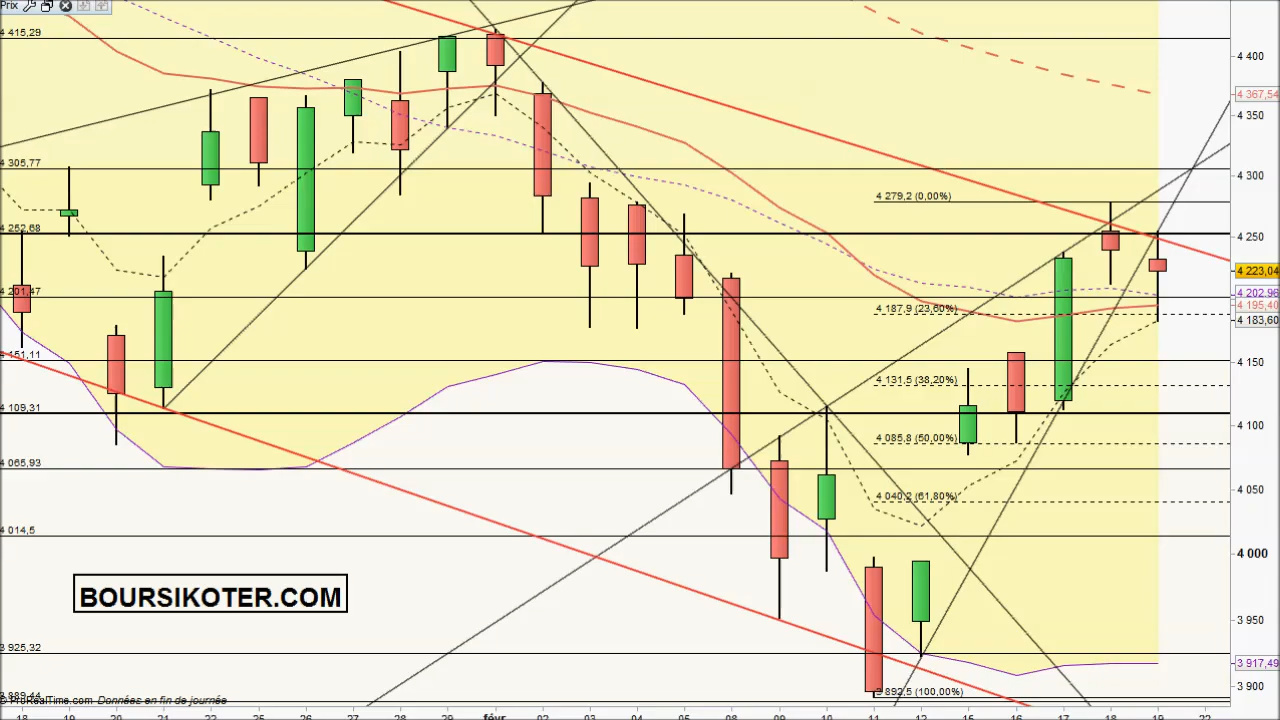 Prix
4 415,29
4 305,77
4 252,68
4 201,47
4 151,11
4 109,31
4 065,93
4 014,5
3 925,32
3 889,44
4 279,2 (0,00%)
4 187,9 (23,60%)
4 131,5 (38,20%)
4 085,8 (50,00%)
4 040,2 (61,80%)
3 892,5 (100,00%)
BOURSIKOTER.COM
© ProRealTime.com Données en fin de journée
4 400
4 367,54
4 350
4 300
4 250
4 223,04
4 202,96
4 195,40
4 183,60
4 150
4 100
4 050
4 000
3 950
3 917,49
3 900
18 19 20 21 22 25 26 27 28 29 févr 02 03 04 05 08 09 10 11 12 15 16 17 18 19 22